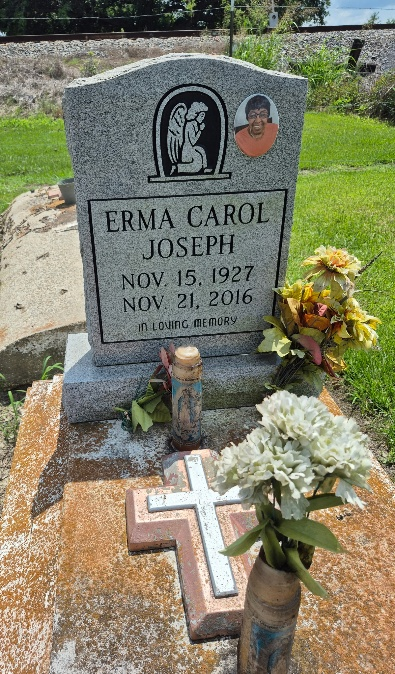 ERMA CAROL
JOSEPH
NOV. 15, 1927
NOV. 21, 2016
IN LOVING MEMORY